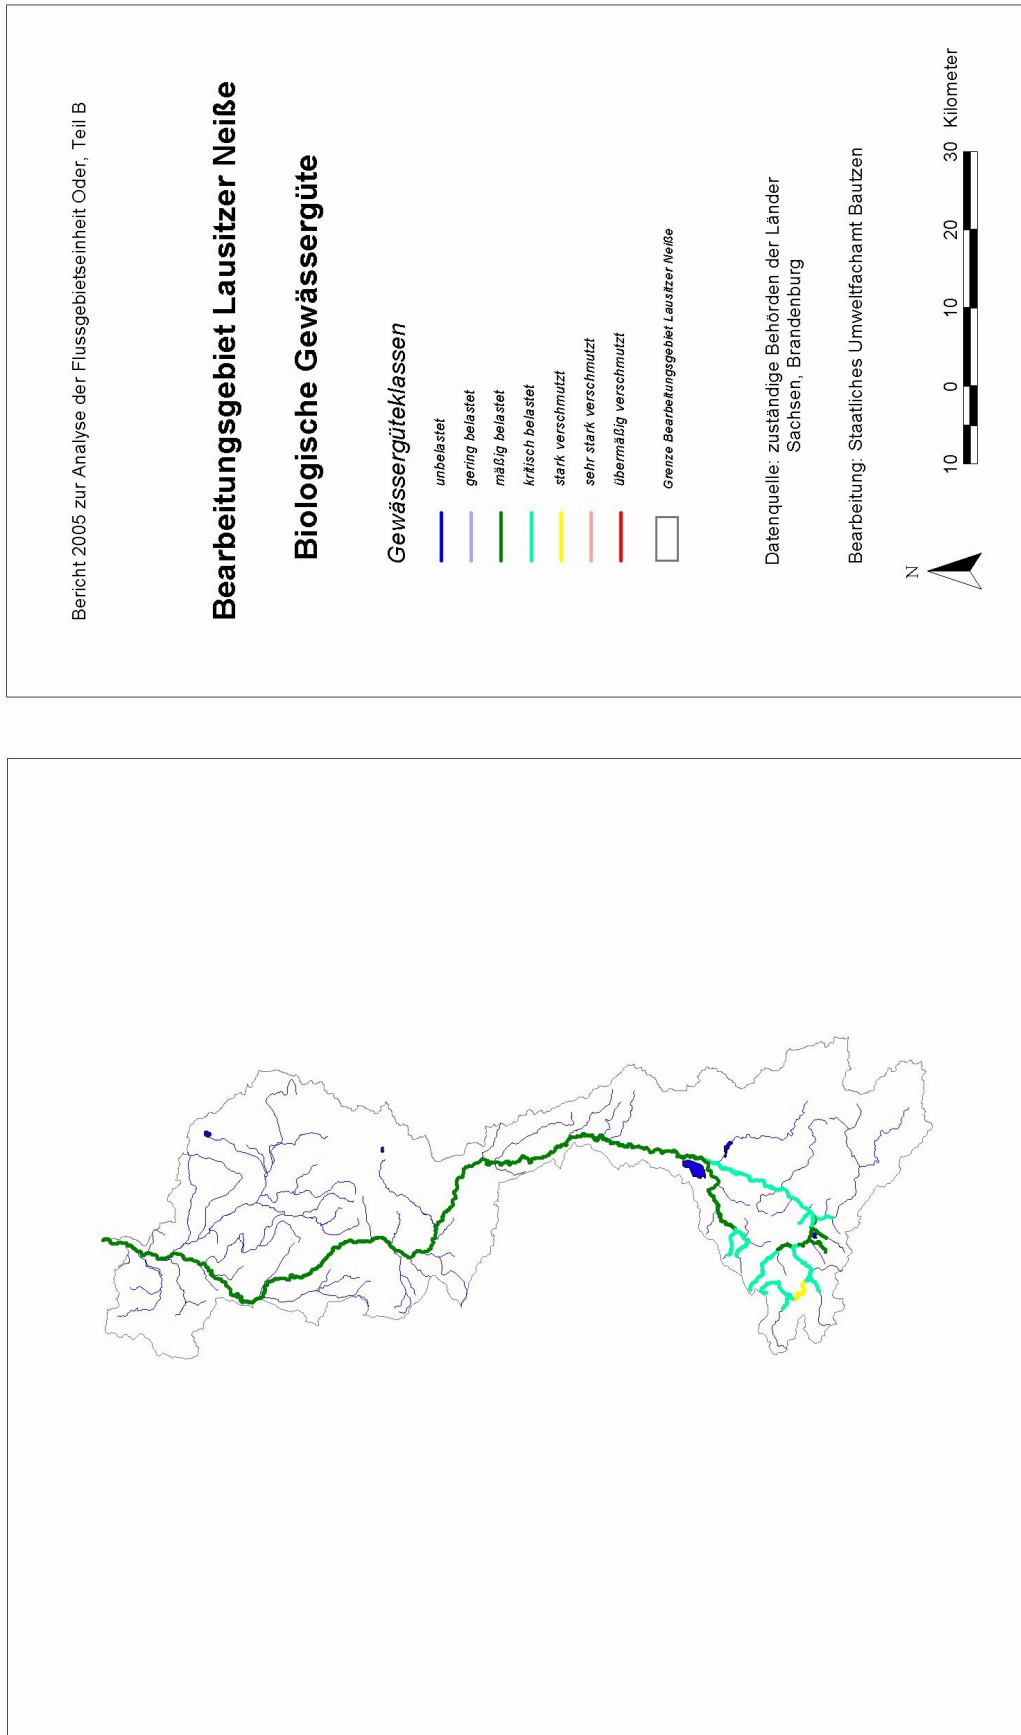 Bericht 2005 zur Analyse der Flussgebietseinheit Oder, Teil B
Bearbeitungsgebiet Lausitzer Neiße
Biologische Gewässergüte
Gewässergüteklassen
unbelastet
gering belastet
mäßig belastet
kritisch belastet
stark verschmutzt
sehr stark verschmutzt
übermäßig verschmutzt
Grenze Bearbeitungsgebiet Lausitzer Neiße
Datenquelle: zuständige Behörden der Länder
Sachsen, Brandenburg
Bearbeitung: Staatliches Umweltfachamt Bautzen
N
10 0 10 20 30 Kilometer